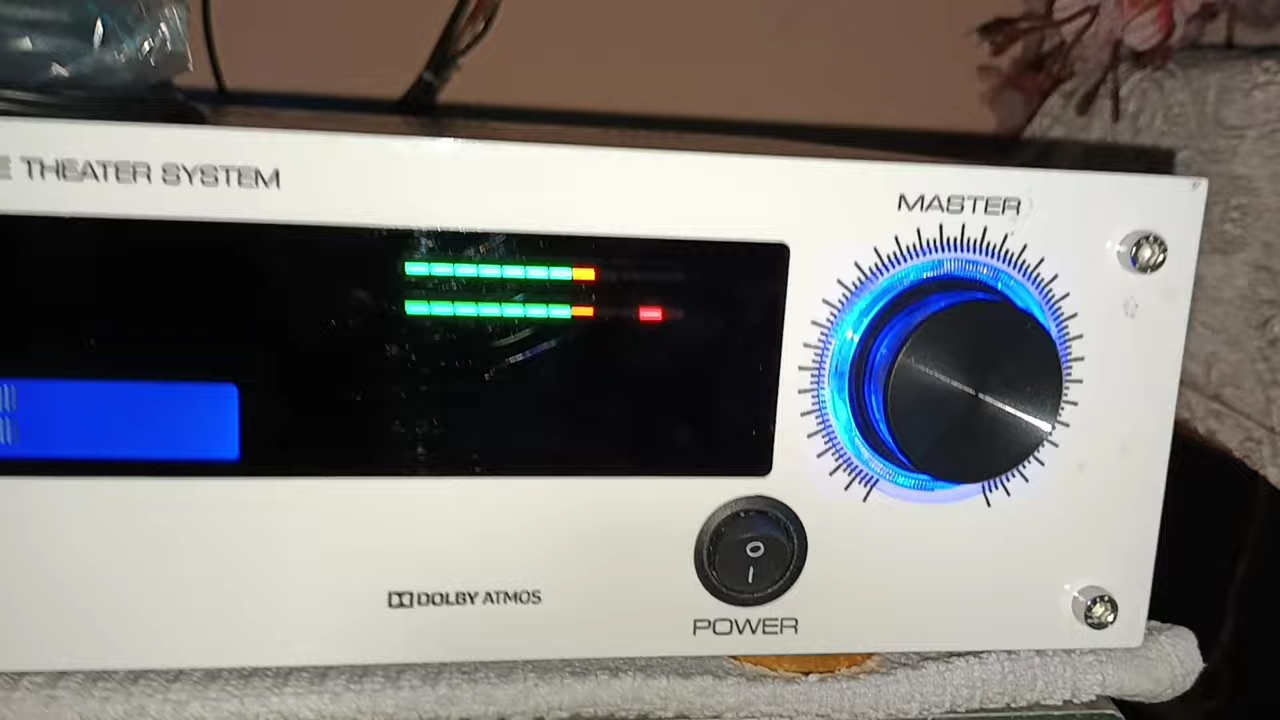 E THEATER SYSTEM
MASTER
O
I
DOLBY ATMOS
POWER